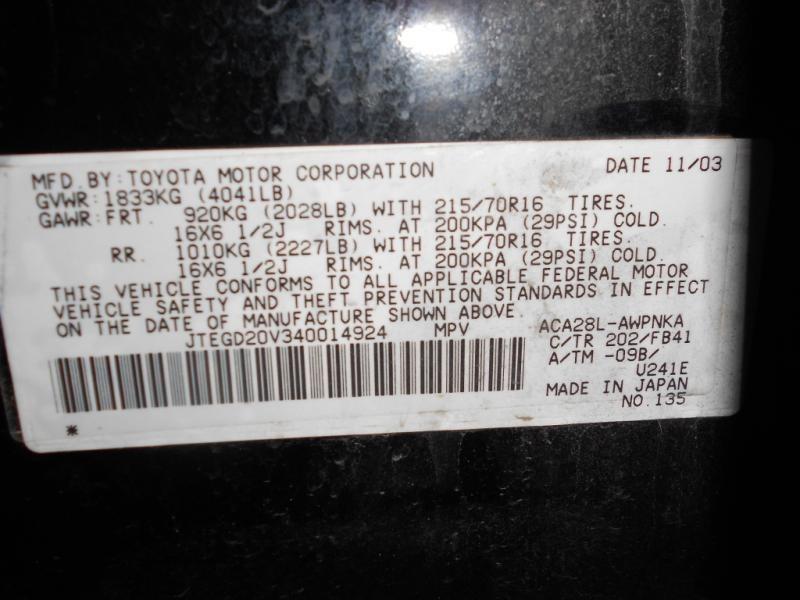 MFD.BY:TOYOTA MOTOR CORPORATION DATE 11/03
GVWR:1833KG (4041LB)
GAWR:FRT. 920KG (2028LB) WITH 215/70R16 TIRES.
16X6 1/2J RIMS. AT 200KPA (29PSI) COLD.
RR. 1010KG (2227LB) WITH 215/70R16 TIRES.
16X6 1/2J RIMS. AT 200KPA (29PSI) COLD.
THIS VEHICLE CONFORMS TO ALL APPLICABLE FEDERAL MOTOR
VEHICLE SAFETY AND THEFT PREVENTION STANDARDS IN EFFECT
ON THE DATE OF MANUFACTURE SHOWN ABOVE.
JTEGD20V340014924 MPV ACA28L-AWPNKA
C/TR 202/FB41
A/TM -09B/
U241E
MADE IN JAPAN
NO.135
*